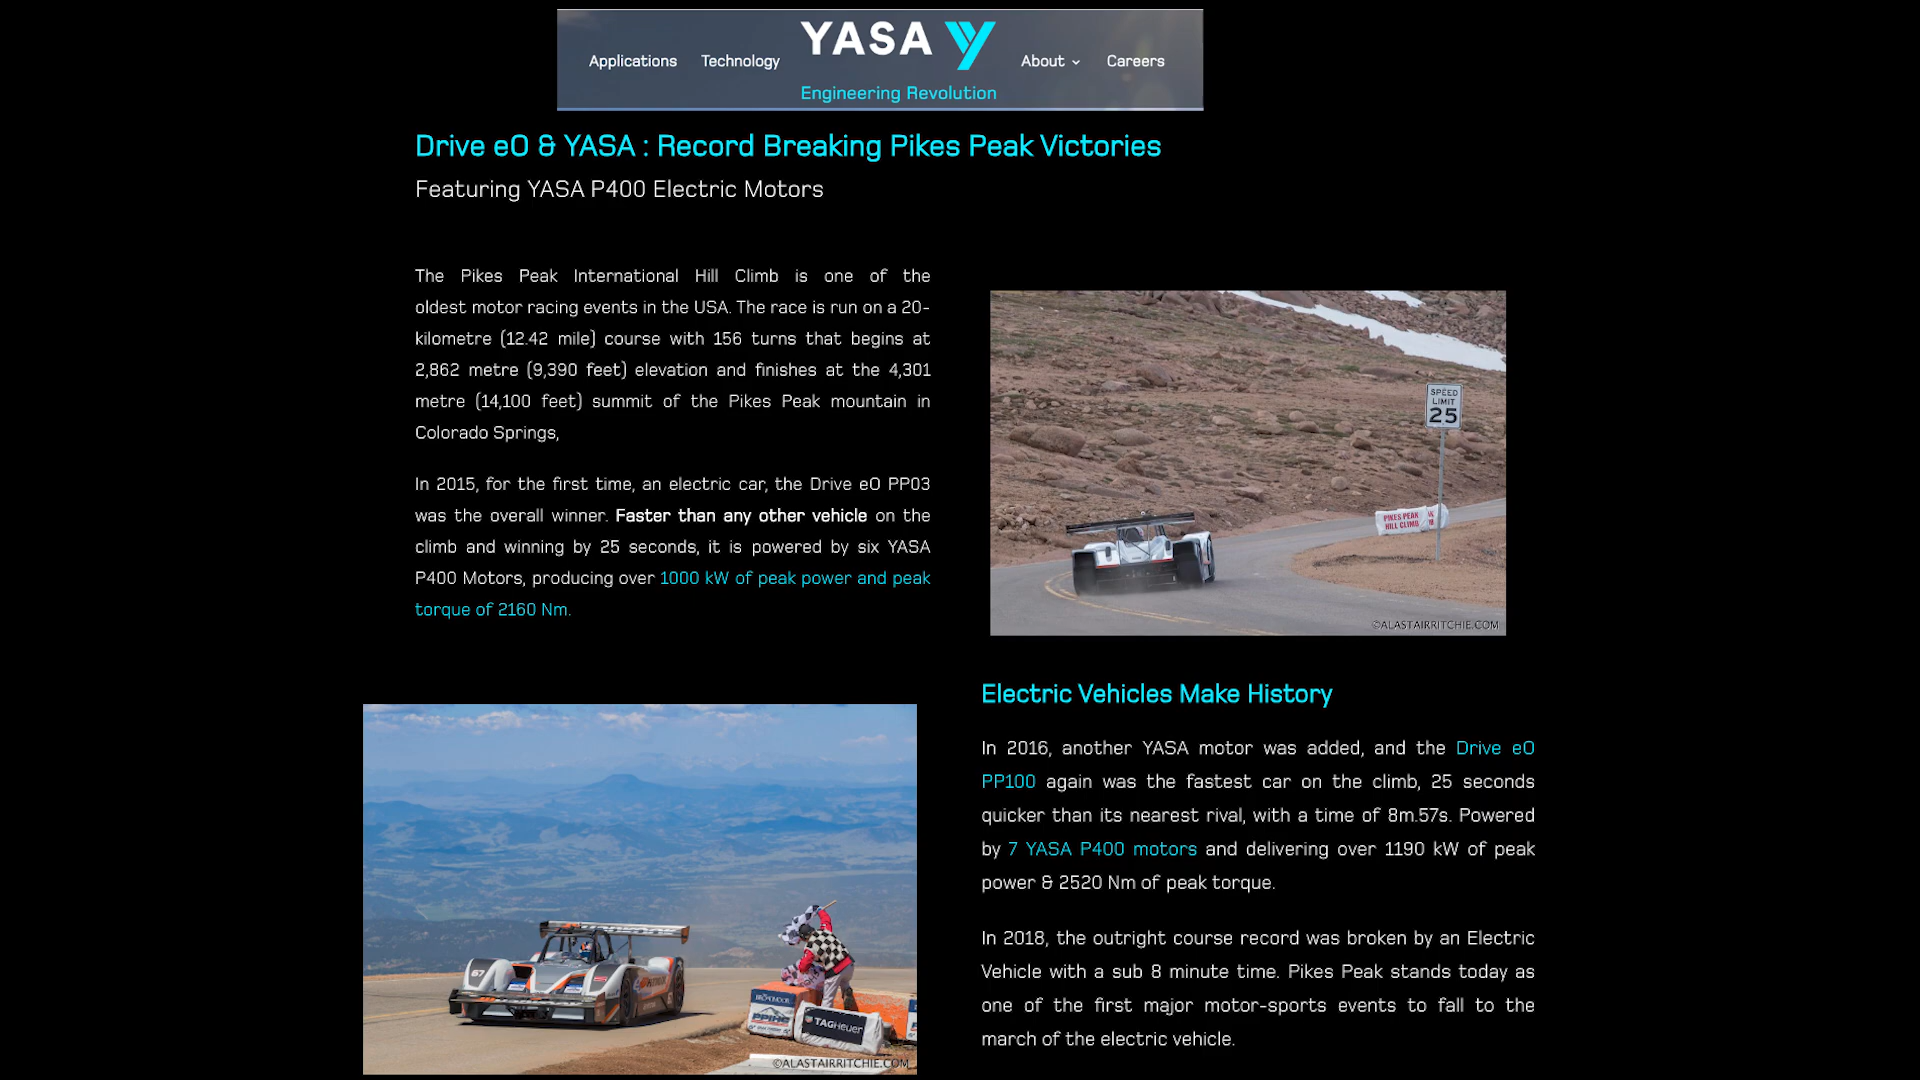 Applications
Technology
YASA
Engineering Revolution
About
Careers
Drive eO & YASA : Record Breaking Pikes Peak Victories
Featuring YASA P400 Electric Motors
The Pikes Peak International Hill Climb is one of the
oldest motor racing events in the USA. The race is run on a 20-
kilometre (12.42 mile) course with 156 turns that begins at
2,862 metre (9,390 feet) elevation and finishes at the 4,301
metre (14,100 feet) summit of the Pikes Peak mountain in
Colorado Springs,
In 2015, for the first time, an electric car, the Drive eO PP03
was the overall winner. Faster than any other vehicle on the
climb and winning by 25 seconds, it is powered by six YASA
P400 Motors, producing over 1000 kW of peak power and peak
torque of 2160 Nm.
SPEED
LIMIT
25
PIKES PEAK
HILL CLIMB
©ALASTAIRRITCHIE.COM
67
BROADMOOR
PPIHC
TAGHeuer
©ALASTAIRRITCHIE.COM
Electric Vehicles Make History
In 2016, another YASA motor was added, and the Drive eO
PP100 again was the fastest car on the climb, 25 seconds
quicker than its nearest rival, with a time of 8m.57s. Powered
by 7 YASA P400 motors and delivering over 1190 kW of peak
power & 2520 Nm of peak torque.
In 2018, the outright course record was broken by an Electric
Vehicle with a sub 8 minute time. Pikes Peak stands today as
one of the first major motor-sports events to fall to the
march of the electric vehicle.